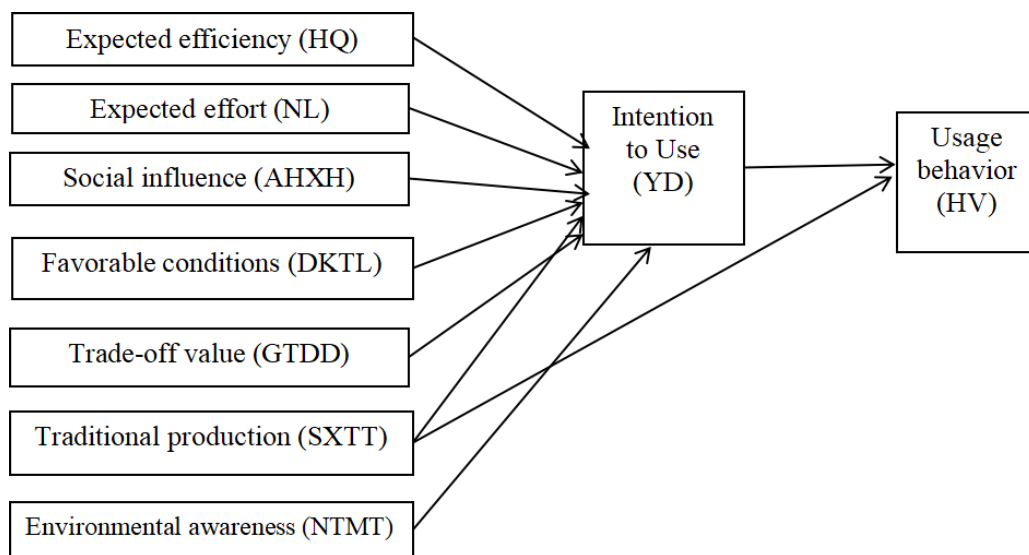 Expected efficiency (HQ)
Expected effort (NL)
Social influence (AHXH)
Favorable conditions (DKTL)
Trade-off value (GTDD)
Traditional production (SXTT)
Environmental awareness (NTMT)
Intention
to Use
(YD)
Usage
behavior
(HV)